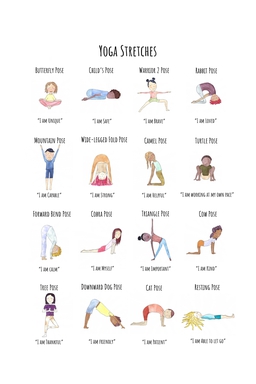 Yoga Stretches
Butterfly Pose Child's Pose Warrior 2 Pose Rabbit Pose
"I am Unique" "I am Safe" "I am Brave" "I am loved"
Mountain Pose Wide-legged Fold Pose Camel Pose Turtle Pose
"I am Capable" "I am Strong" "I am Helpful" "I am working at my own pace"
Forward Bend Pose Cobra Pose Triangle Pose Cow Pose
"I am calm" "I am Myself" "I am Important" "I am Kind"
Tree Pose Downward Dog Pose Cat Pose Resting Pose
"I am Thankful" "I am Friendly" "I am Patient" "I am Able to let go"